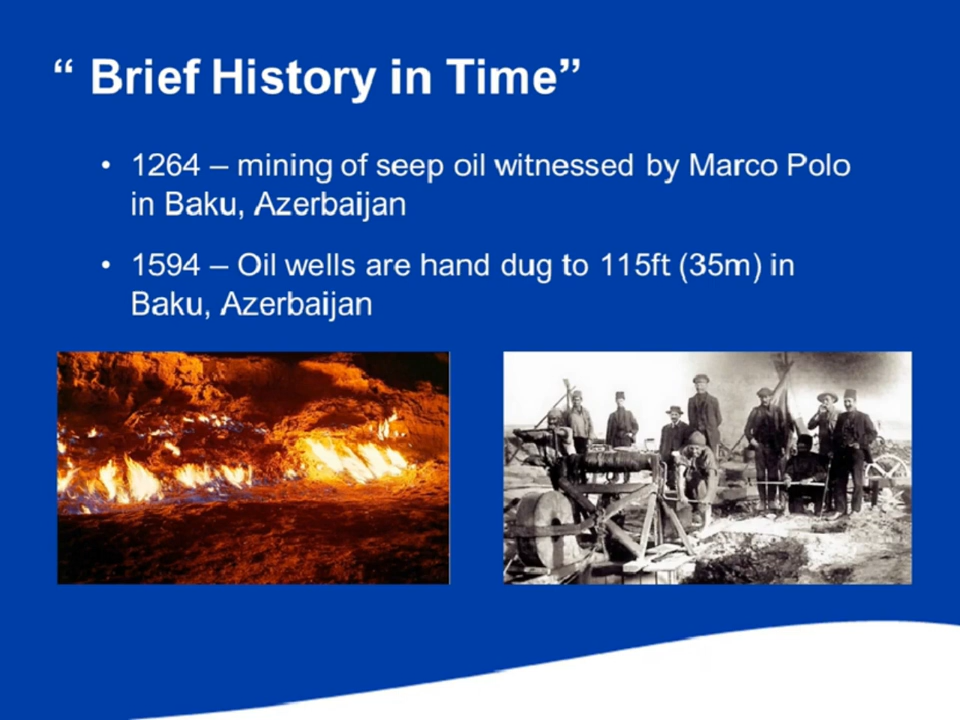 “ Brief History in Time”
• 1264 – mining of seep oil witnessed by Marco Polo
in Baku, Azerbaijan
• 1594 – Oil wells are hand dug to 115ft (35m) in
Baku, Azerbaijan